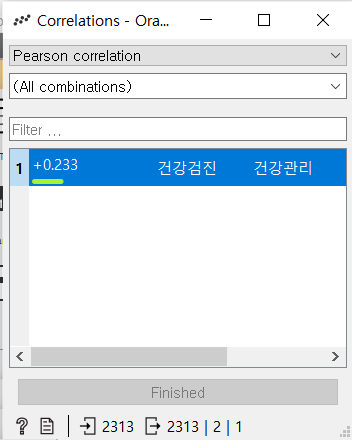 Correlations - Ora...
Pearson correlation
(All combinations)
Filter ...
1 +0.233 건강검진 건강관리
Finished
? 2313 2313 | 2 | 1